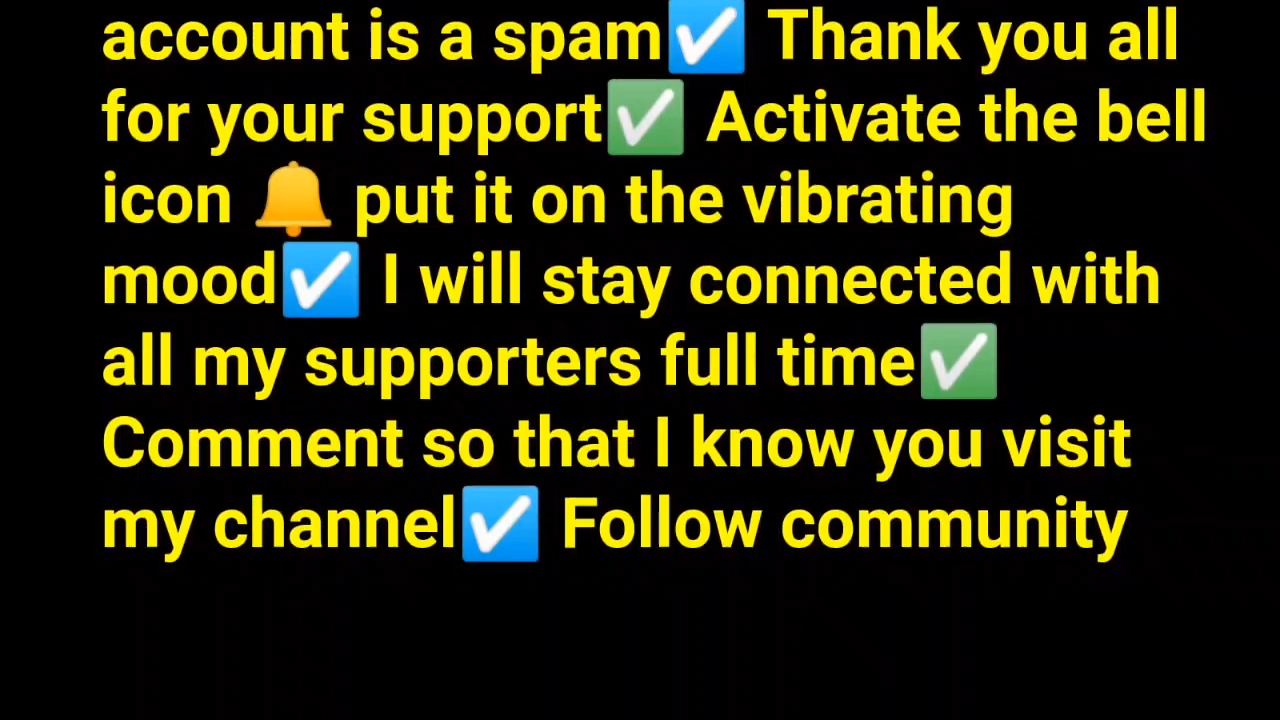 account is a spam☑️ Thank you all
for your support✅ Activate the bell
icon 🔔 put it on the vibrating
mood☑️ I will stay connected with
all my supporters full time✅
Comment so that I know you visit
my channel☑️ Follow community